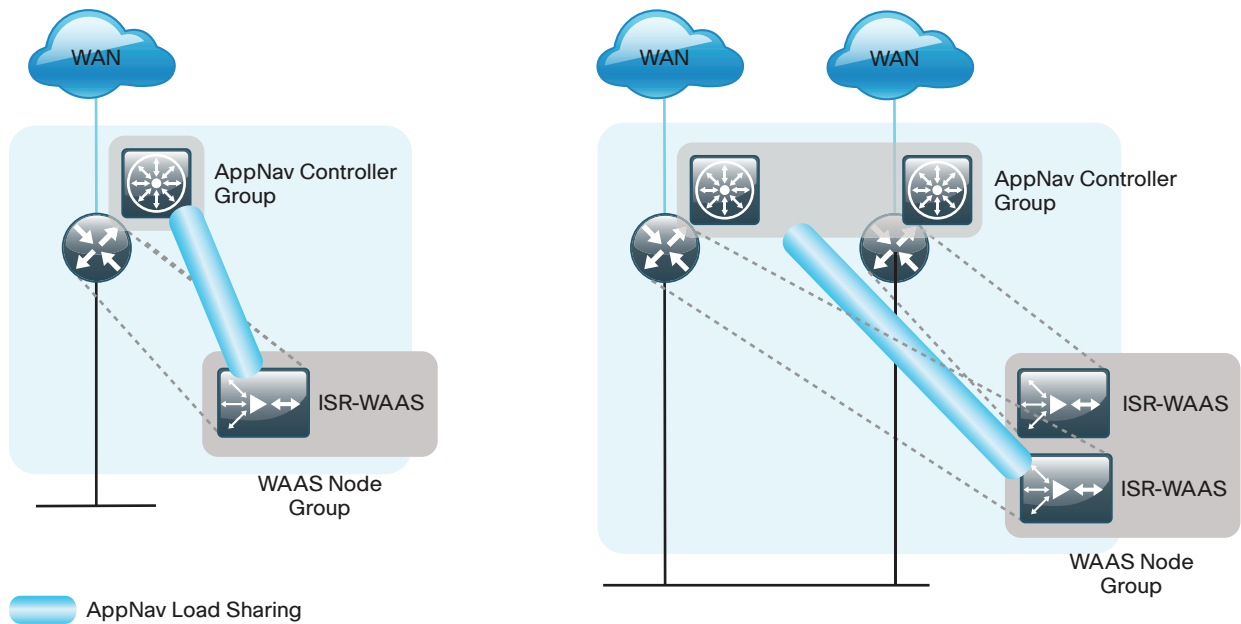 WAN
AppNav Controller
Group
ISR-WAAS
WAAS Node
Group
WAN
WAN
AppNav Controller
Group
ISR-WAAS
ISR-WAAS
WAAS Node
Group
AppNav Load Sharing